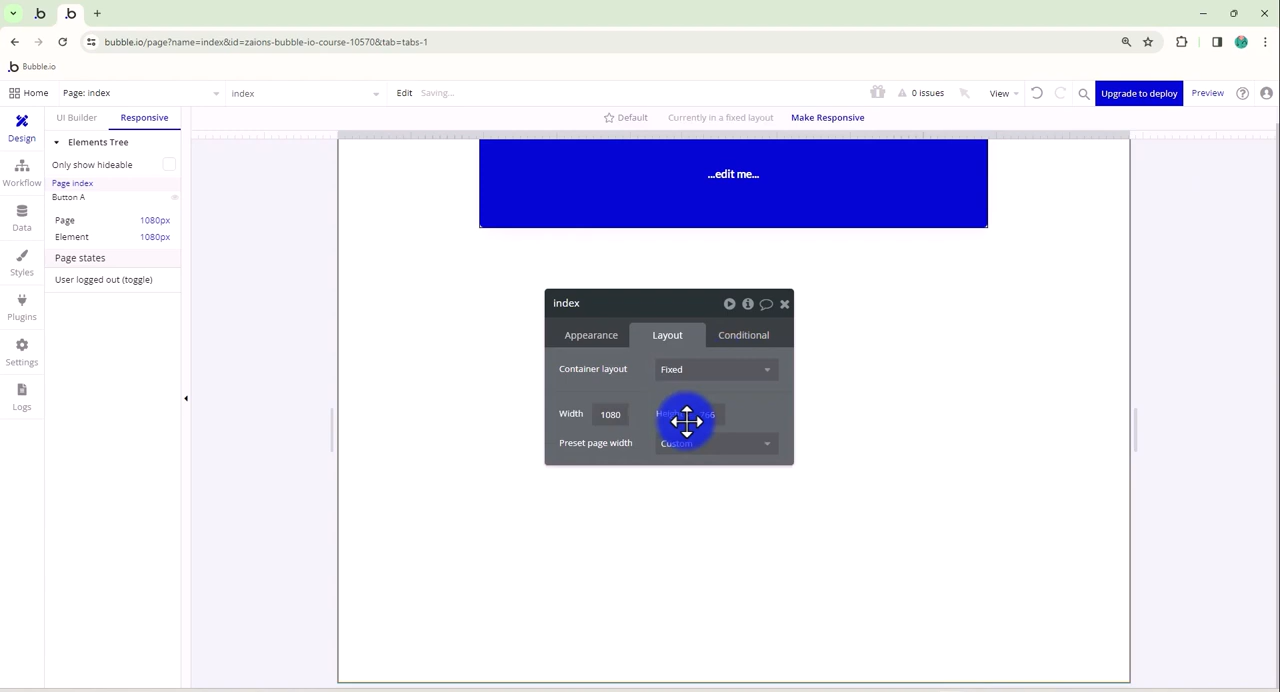 bubble.io/page?name=index&id=zaions-bubble-io-course-10570&tab=tabs-1
Bubble.io
Home
Page: index
index
Edit
Saving...
0 issues
View
Upgrade to deploy
Preview
UI Builder
Responsive
Default
Currently in a fixed layout
Make Responsive
Design
Workflow
Data
Styles
Plugins
Settings
Logs
Elements Tree
Only show hideable
Page index
Button A
Page 1080px
Element 1080px
Page states
User logged out (toggle)
...edit me...
index
Appearance
Layout
Conditional
Container layout
Fixed
Width 1080
Preset page width
Custom